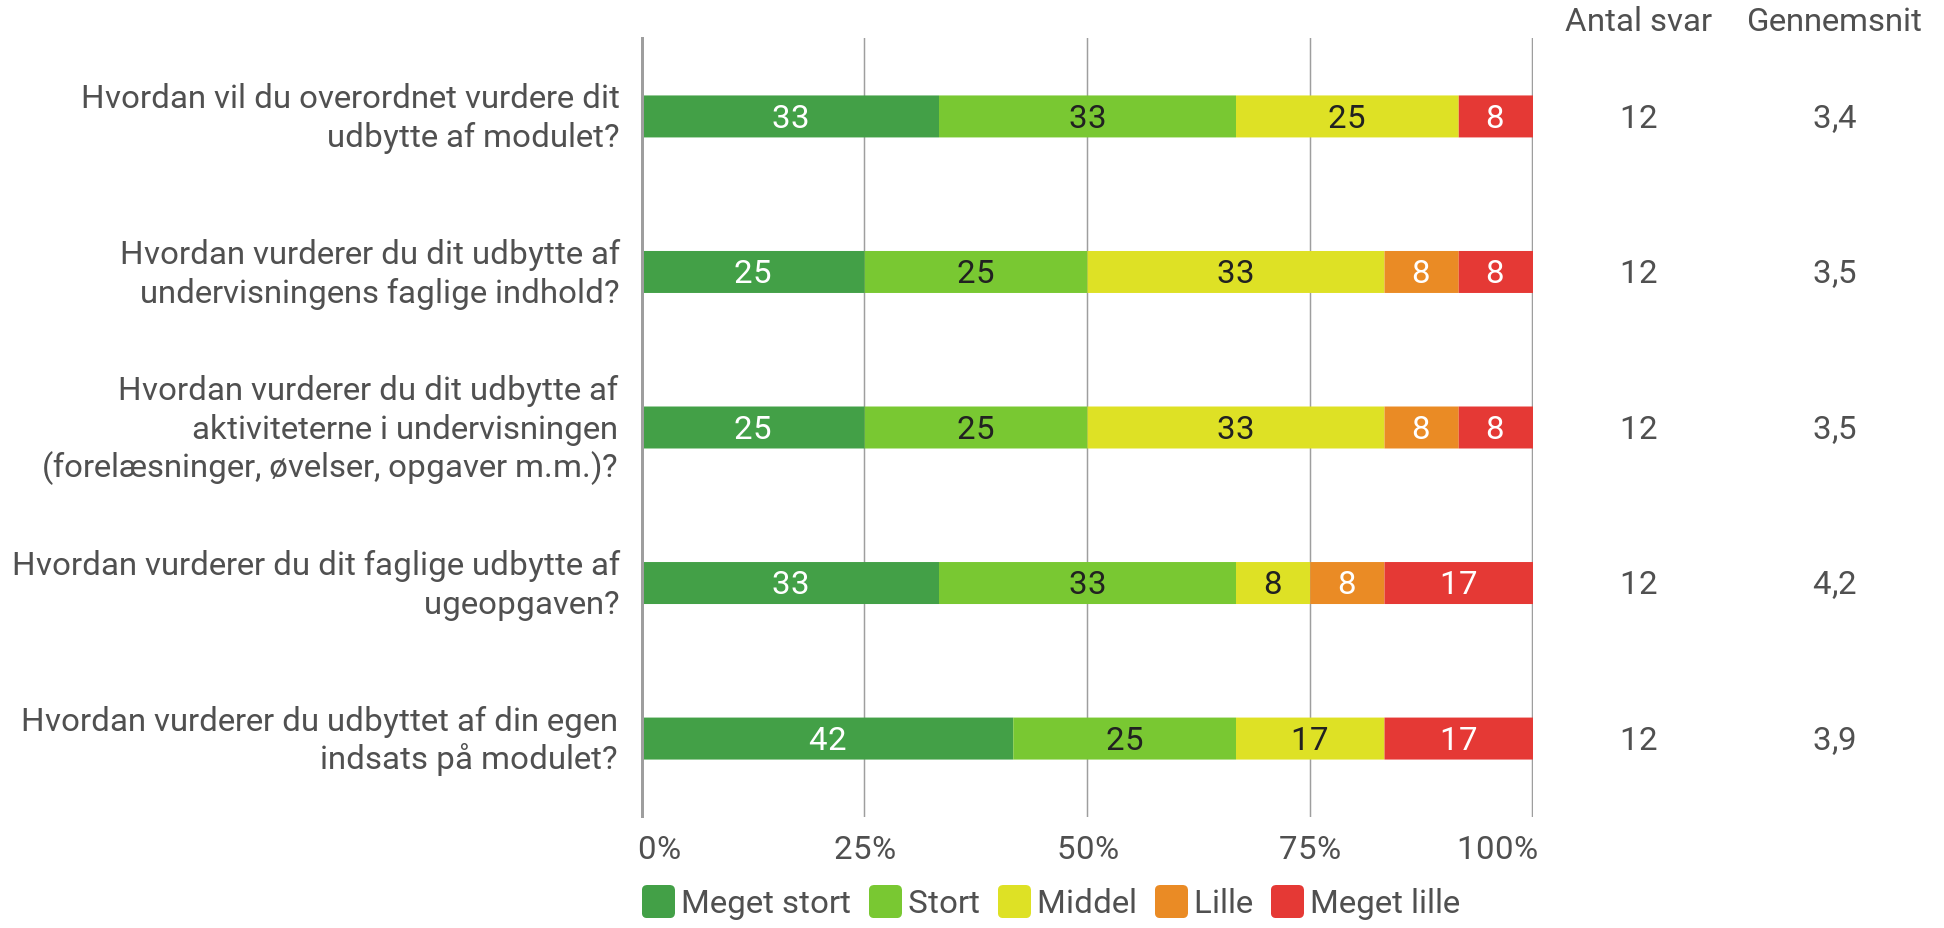 Antal svar Gennemsnit
Hvordan vil du overordnet vurdere dit
udbytte af modulet?
33 33 25 8 12 3,4
Hvordan vurderer du dit udbytte af
undervisningens faglige indhold?
25 25 33 8 8 12 3,5
Hvordan vurderer du dit udbytte af
aktiviteterne i undervisningen
(forelæsninger, øvelser, opgaver m.m.)?
25 25 33 8 8 12 3,5
Hvordan vurderer du dit faglige udbytte af
ugeopgaven?
33 33 8 8 17 12 4,2
Hvordan vurderer du udbyttet af din egen
indsats på modulet?
42 25 17 17 12 3,9
0% 25% 50% 75% 100%
Meget stort Stort Middel Lille Meget lille